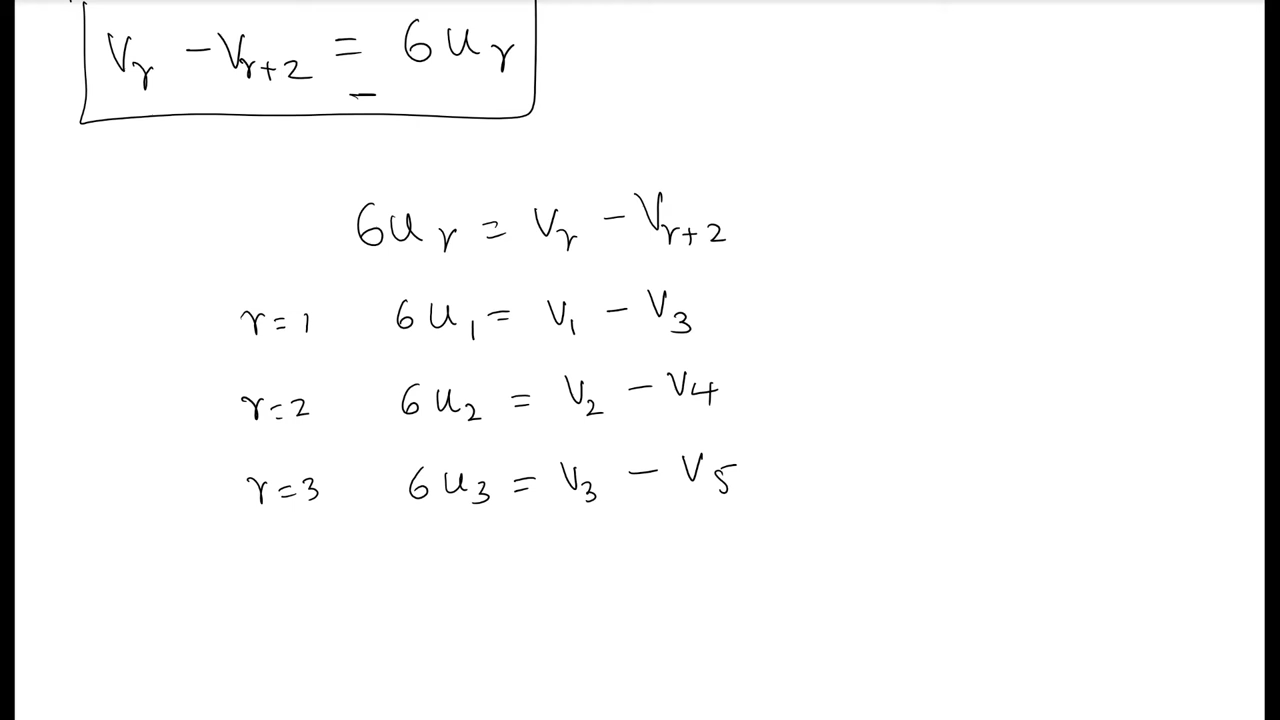 Vᵣ - Vᵣ₊₂ = 6uᵣ
6uᵣ = Vᵣ - Vᵣ₊₂
r=1 6u₁ = V₁ - V₃
r=2 6u₂ = V₂ - V₄
r=3 6u₃ = V₃ - V₅